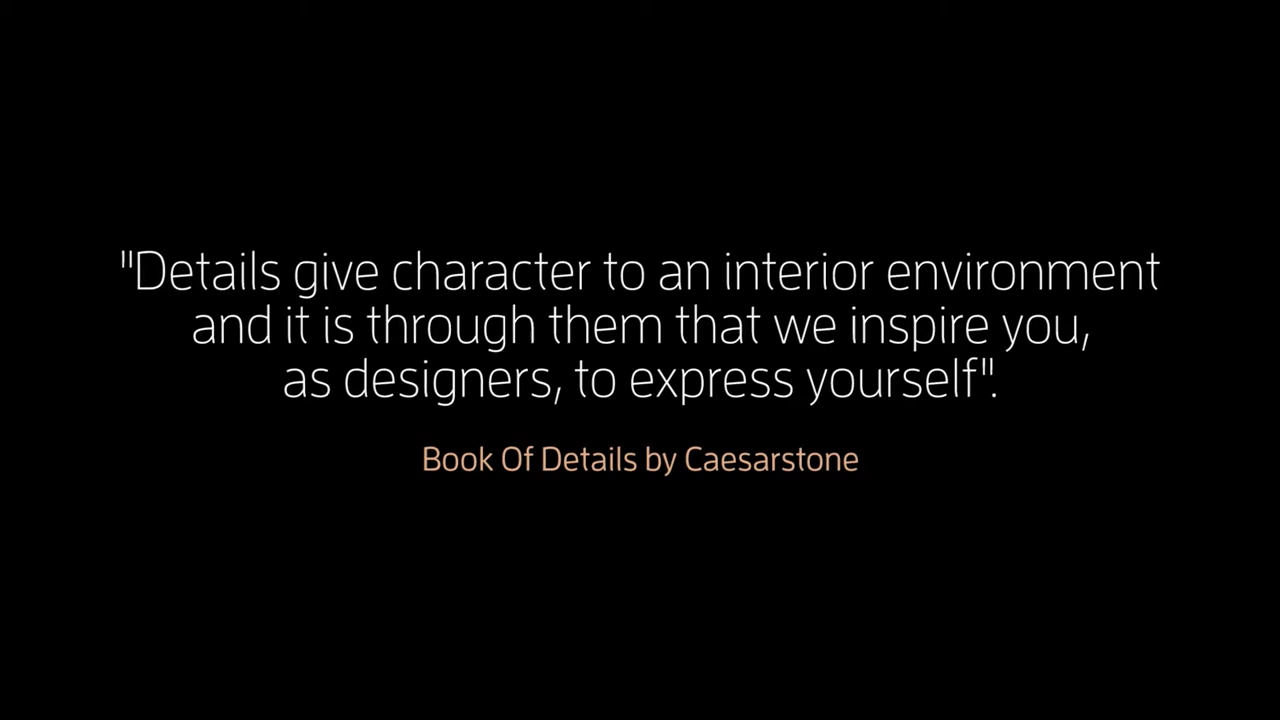 "Details give character to an interior environment
and it is through them that we inspire you,
as designers, to express yourself".
Book Of Details by Caesarstone